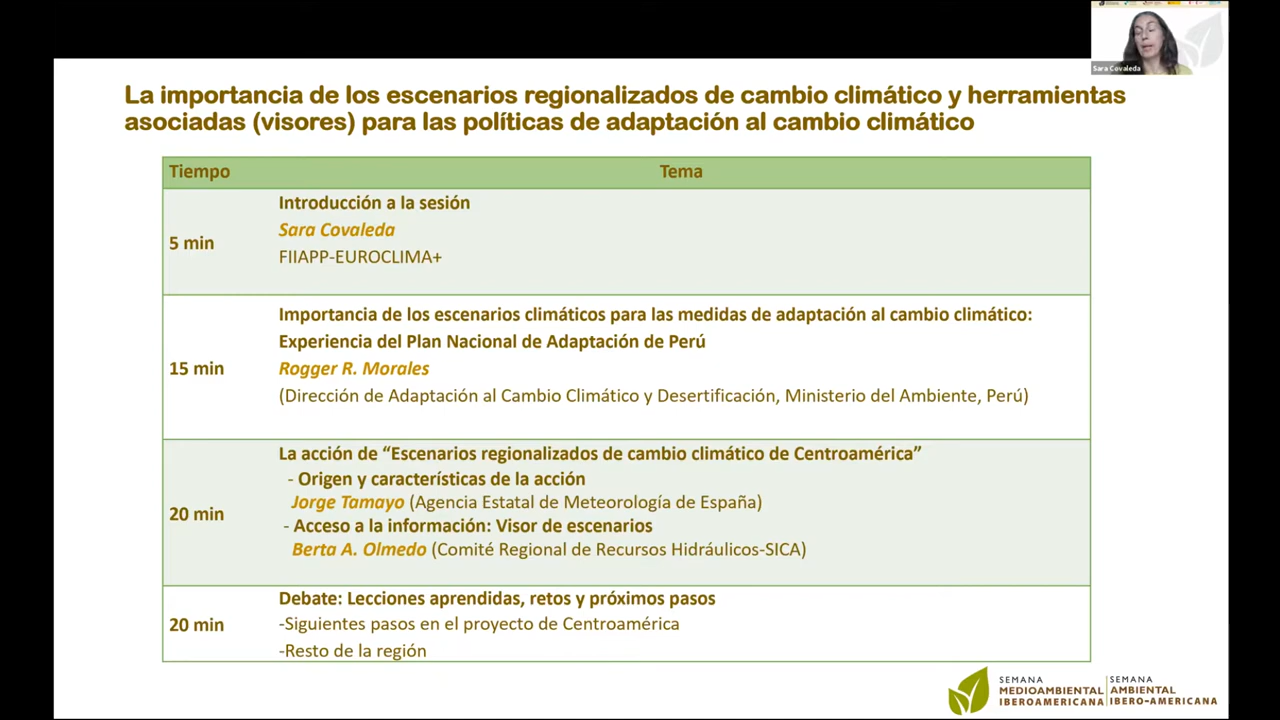 Sara Covaleda
La importancia de los escenarios regionalizados de cambio climático y herramientas
asociadas (visores) para las políticas de adaptación al cambio climático
Tiempo Tema
Introducción a la sesión
Sara Covaleda
5 min
FIIAPP-EUROCLIMA+
Importancia de los escenarios climáticos para las medidas de adaptación al cambio climático:
Experiencia del Plan Nacional de Adaptación de Perú
15 min
Rogger R. Morales
(Dirección de Adaptación al Cambio Climático y Desertificación, Ministerio del Ambiente, Perú)
La acción de “Escenarios regionalizados de cambio climático de Centroamérica”
- Origen y características de la acción
Jorge Tamayo (Agencia Estatal de Meteorología de España)
20 min
- Acceso a la información: Visor de escenarios
Berta A. Olmedo (Comité Regional de Recursos Hidráulicos-SICA)
Debate: Lecciones aprendidas, retos y próximos pasos
20 min
-Siguientes pasos en el proyecto de Centroamérica
-Resto de la región
SEMANA
MEDIOAMBIENTAL
IBEROAMERICANA
SEMANA
AMBIENTAL
IBERO-AMERICANA